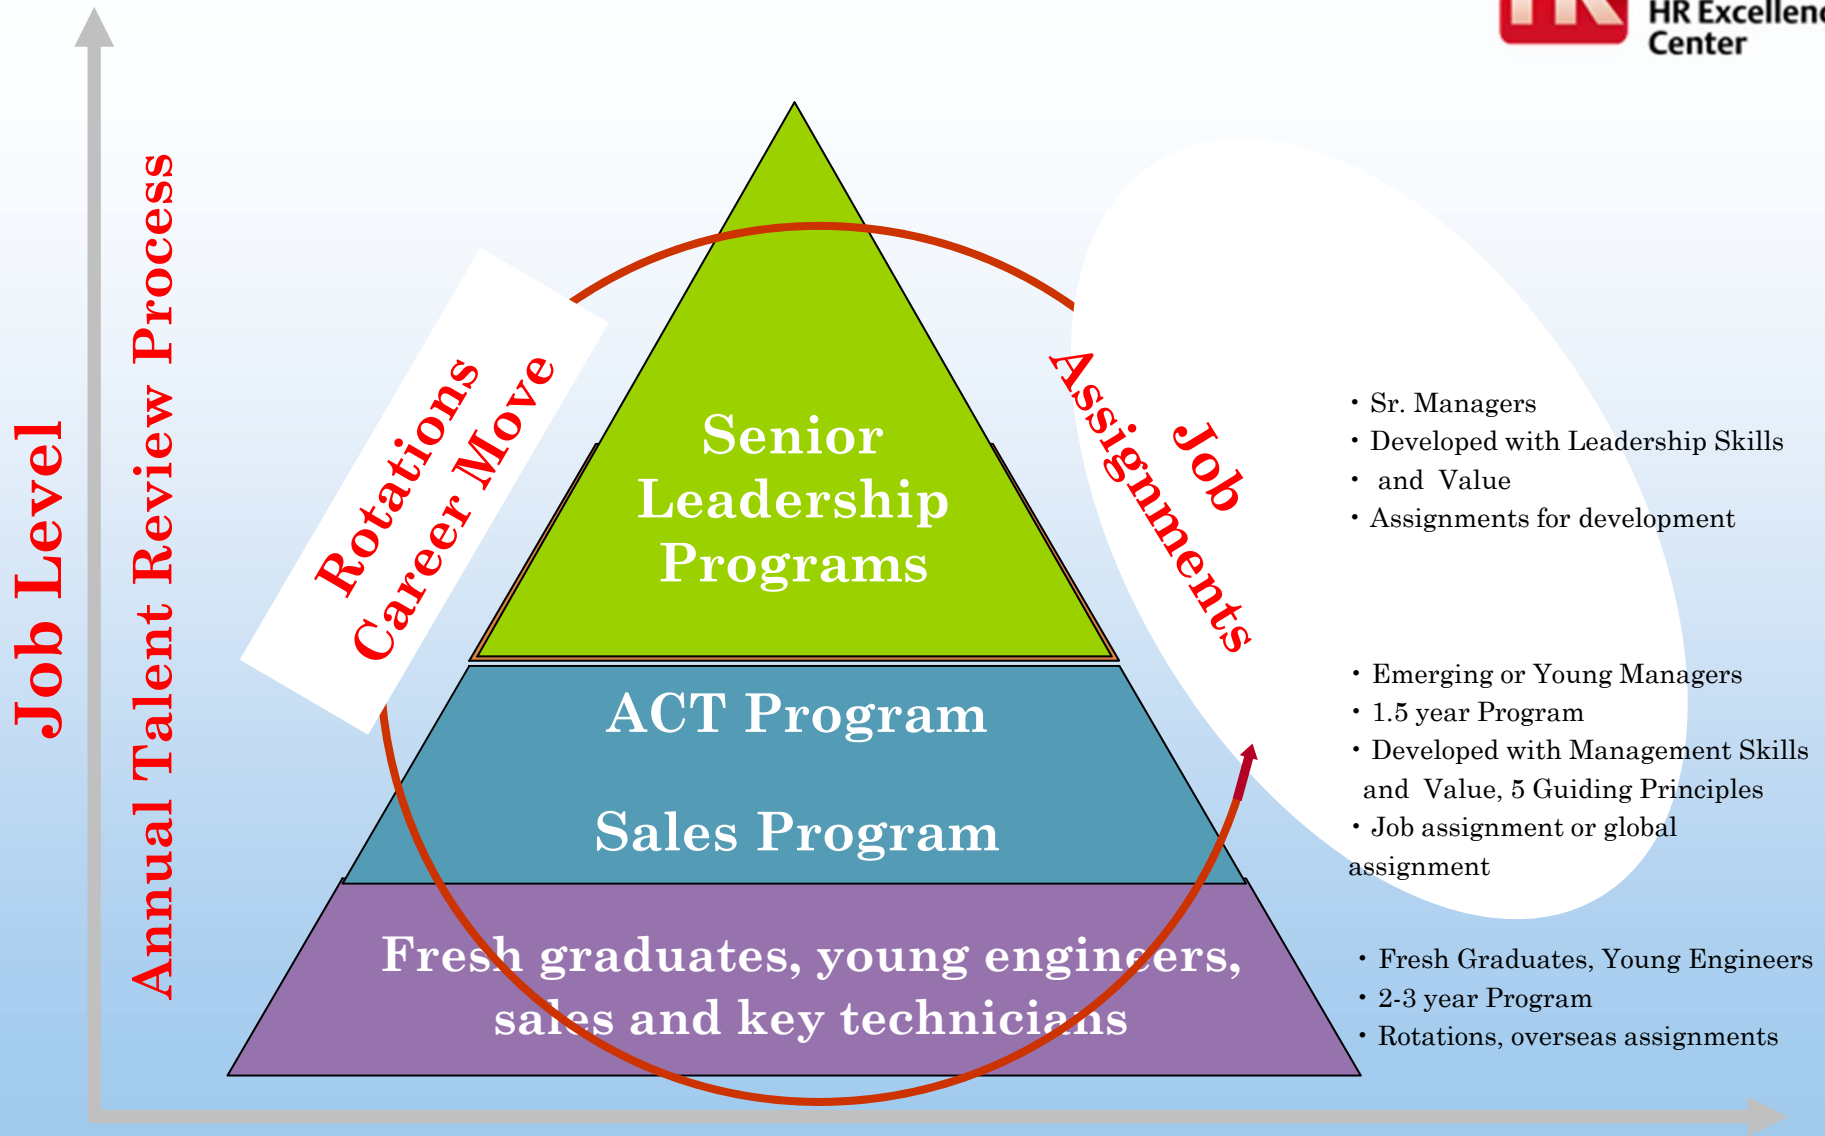 HR Excellenc
Center
Job Level
Annual Talent Review Process
Rotations
Career Move
Job
Assignments
Senior
Leadership
Programs
ACT Program
Sales Program
Fresh graduates, young engineers,
sales and key technicians
• Sr. Managers
• Developed with Leadership Skills
• and Value
• Assignments for development
• Emerging or Young Managers
• 1.5 year Program
• Developed with Management Skills
and Value, 5 Guiding Principles
• Job assignment or global
assignment
• Fresh Graduates, Young Engineers
• 2-3 year Program
• Rotations, overseas assignments